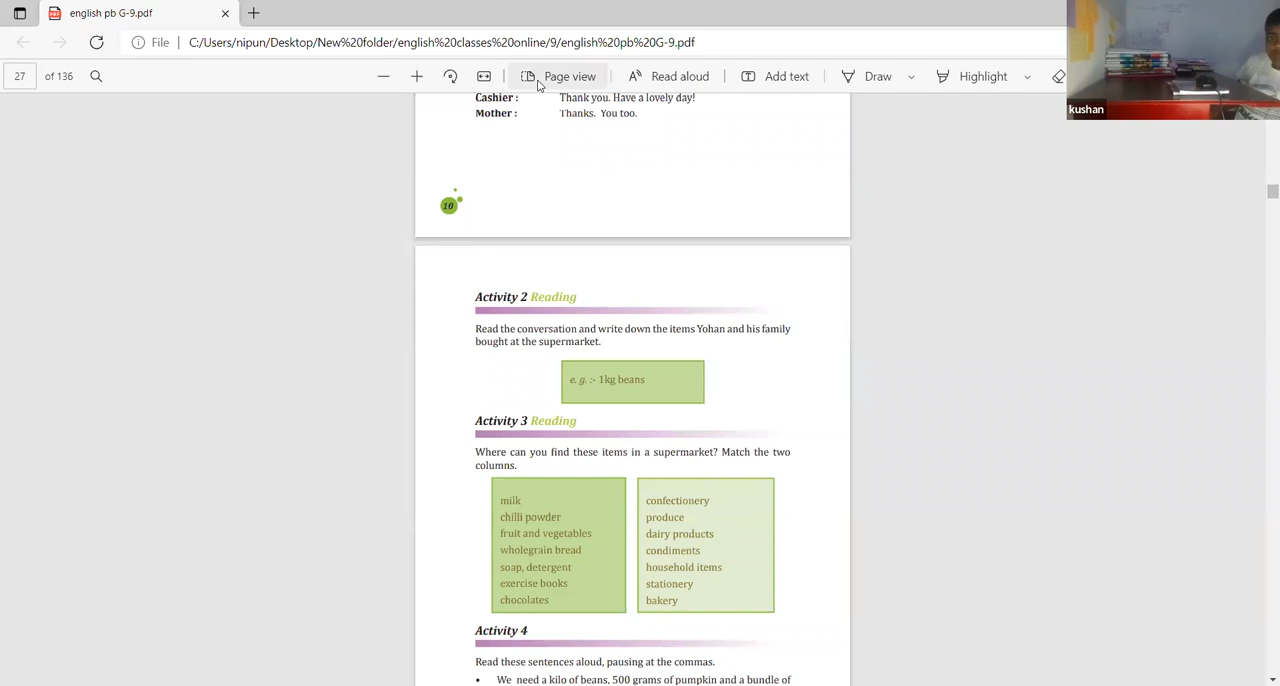 english pb G-9.pdf
File | C:/Users/nipun/Desktop/New%20folder/english%20classes%20online/9/english%20pb%20G-9.pdf
27 of 136 Page view Read aloud Add text Draw Highlight
kushan
Cashier : Thank you. Have a lovely day!
Mother : Thanks. You too.
10
Activity 2 Reading
Read the conversation and write down the items Yohan and his family
bought at the supermarket.
e. g. :- 1kg beans
Activity 3 Reading
Where can you find these items in a supermarket? Match the two
columns.
milk
chilli powder
fruit and vegetables
wholegrain bread
soap, detergent
exercise books
chocolates
confectionery
produce
dairy products
condiments
household items
stationery
bakery
Activity 4
Read these sentences aloud, pausing at the commas.
• We need a kilo of beans, 500 grams of pumpkin and a bundle of